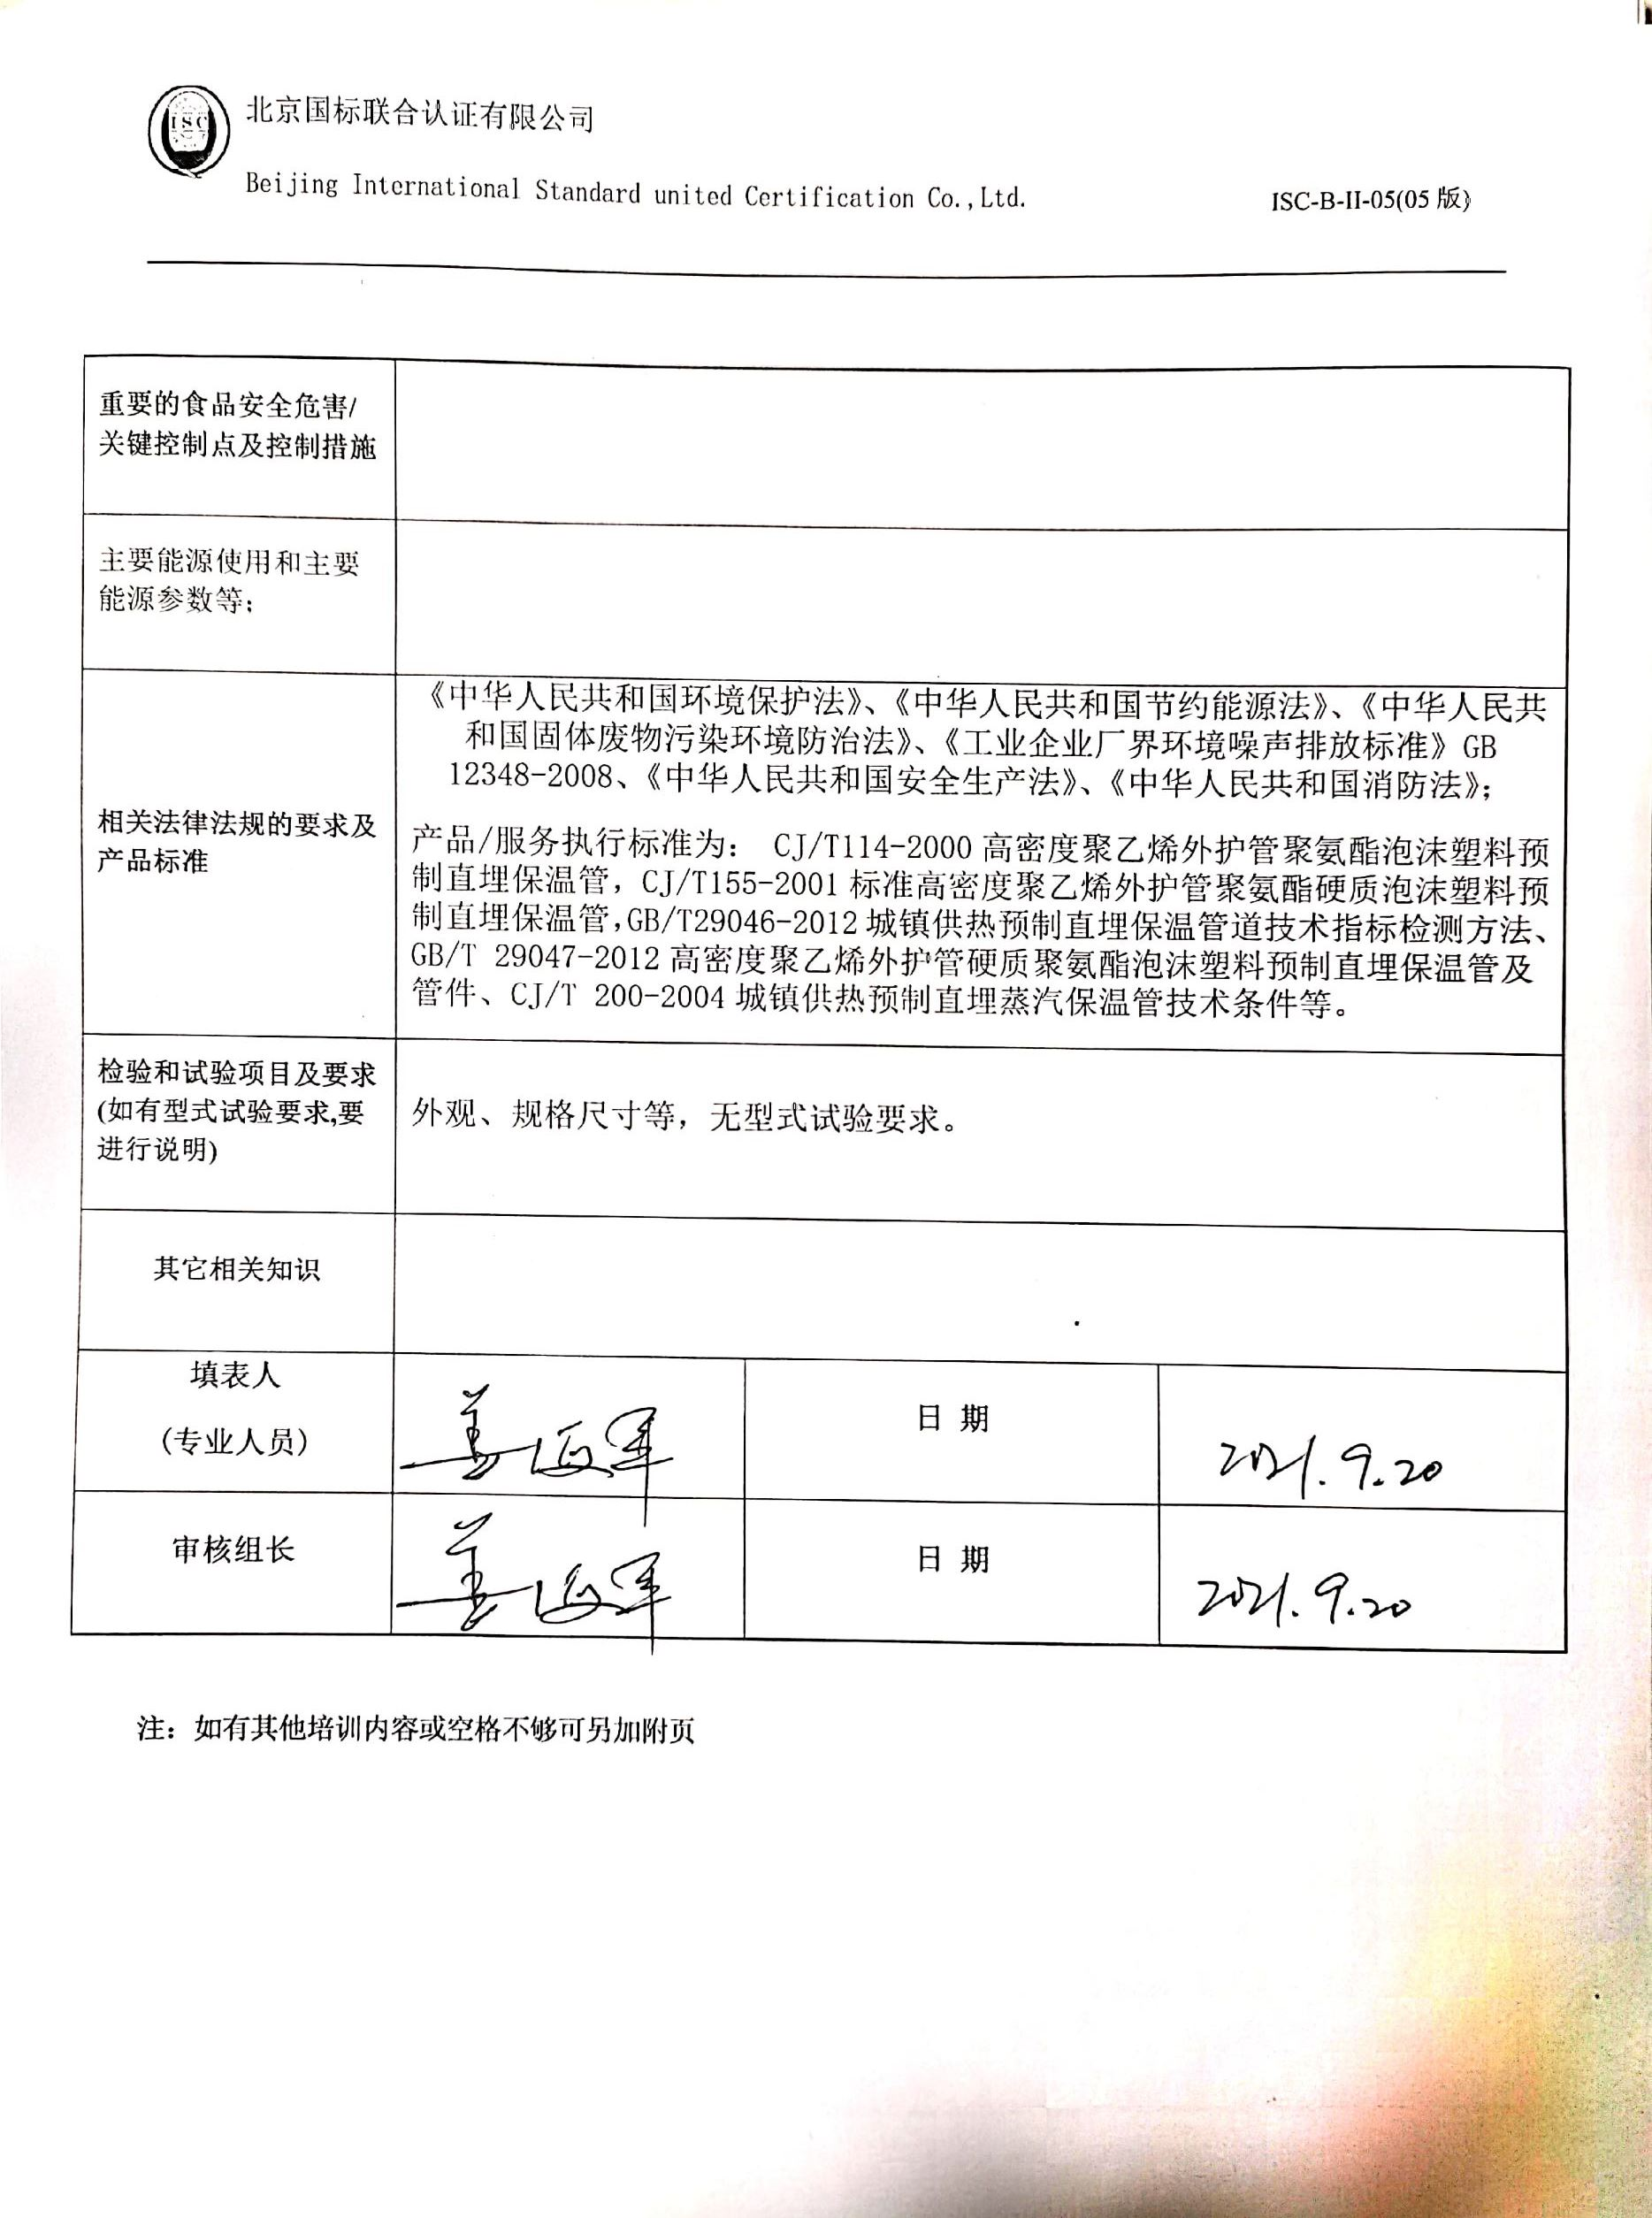 ISC
北京国标联合认证有限公司
Beijing International Standard united Certification Co.,Ltd.
ISC-B-II-05(05 版)
重要的食品安全危害/
关键控制点及控制措施
主要能源使用和主要
能源参数等;
相关法律法规的要求及
产品标准
《中华人民共和国环境保护法》、《中华人民共和国节约能源法》、《中华人民共
和国固体废物污染环境防治法》、《工业企业厂界环境噪声排放标准》GB
12348-2008、《中华人民共和国安全生产法》、《中华人民共和国消防法》；
产品/服务执行标准为： CJ/T114-2000 高密度聚乙烯外护管聚氨酯泡沫塑料预
制直埋保温管，CJ/T155-2001 标准高密度聚乙烯外护管聚氨酯硬质泡沫塑料预
制直埋保温管,GB/T29046-2012 城镇供热预制直埋保温管道技术指标检测方法、
GB/T 29047-2012 高密度聚乙烯外护管硬质聚氨酯泡沫塑料预制直埋保温管及
管件、CJ/T 200-2004 城镇供热预制直埋蒸汽保温管技术条件等。
检验和试验项目及要求
(如有型式试验要求,要
进行说明)
外观、规格尺寸等，无型式试验要求。
其它相关知识
填表人
（专业人员）
姜海军
日 期
2021.9.20
审核组长
姜海军
日 期
2021.9.20
注：如有其他培训内容或空格不够可另加附页